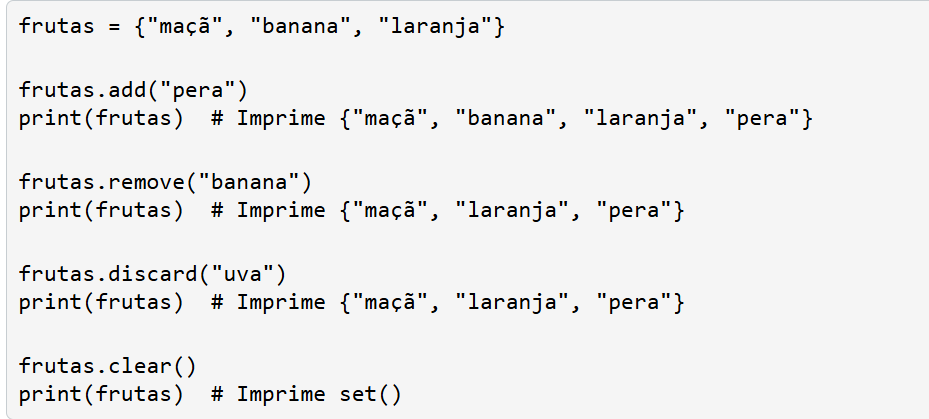 frutas = {"maçã", "banana", "laranja"}
frutas.add("pera")
print(frutas)  # Imprime {"maçã", "banana", "laranja", "pera"}
frutas.remove("banana")
print(frutas)  # Imprime {"maçã", "laranja", "pera"}
frutas.discard("uva")
print(frutas)  # Imprime {"maçã", "laranja", "pera"}
frutas.clear()
print(frutas)  # Imprime set()